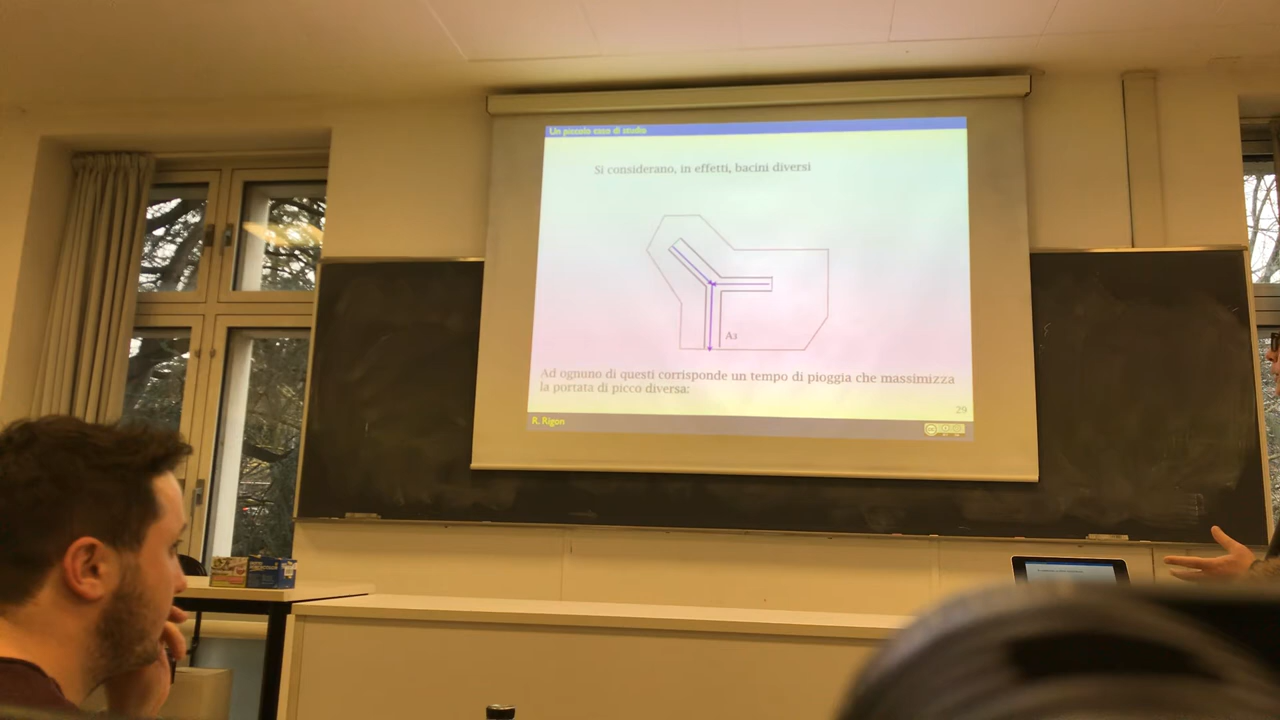 Un piccolo caso di studio
Si considerano, in effetti, bacini diversi
A3
Ad ognuno di questi corrisponde un tempo di pioggia che massimizza
la portata di picco diversa:
29
R. Rigon